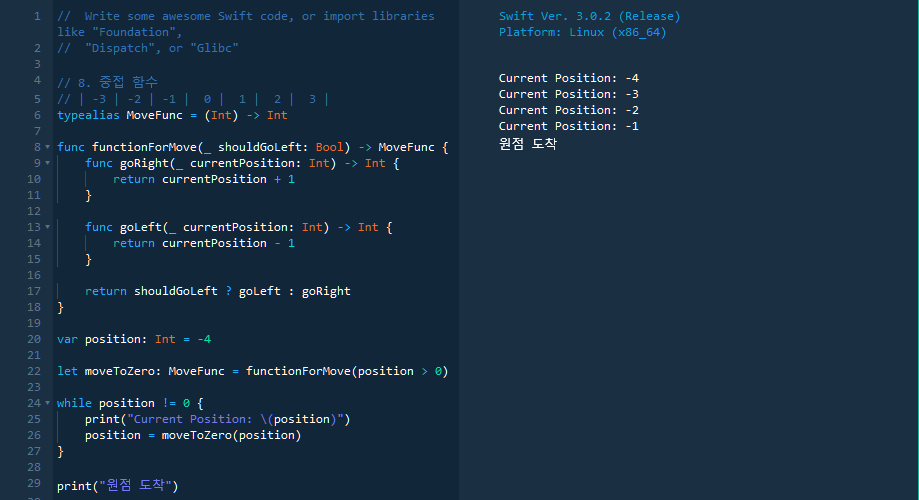 1 //  Write some awesome Swift code, or import libraries
like "Foundation",
2 //  "Dispatch", or "Glibc"
3
4 // 8. 중접 함수
5 // | -3 | -2 | -1 |  0 |  1 |  2 |  3 |
6 typealias MoveFunc = (Int) -> Int
7
8 func functionForMove(_ shouldGoLeft: Bool) -> MoveFunc {
9     func goRight(_ currentPosition: Int) -> Int {
10         return currentPosition + 1
11     }
12
13     func goLeft(_ currentPosition: Int) -> Int {
14         return currentPosition - 1
15     }
16
17     return shouldGoLeft ? goLeft : goRight
18 }
19
20 var position: Int = -4
21
22 let moveToZero: MoveFunc = functionForMove(position > 0)
23
24 while position != 0 {
25     print("Current Position: \(position)")
26     position = moveToZero(position)
27 }
28
29 print("원점 도착")
Swift Ver. 3.0.2 (Release)
Platform: Linux (x86_64)
Current Position: -4
Current Position: -3
Current Position: -2
Current Position: -1
원점 도착